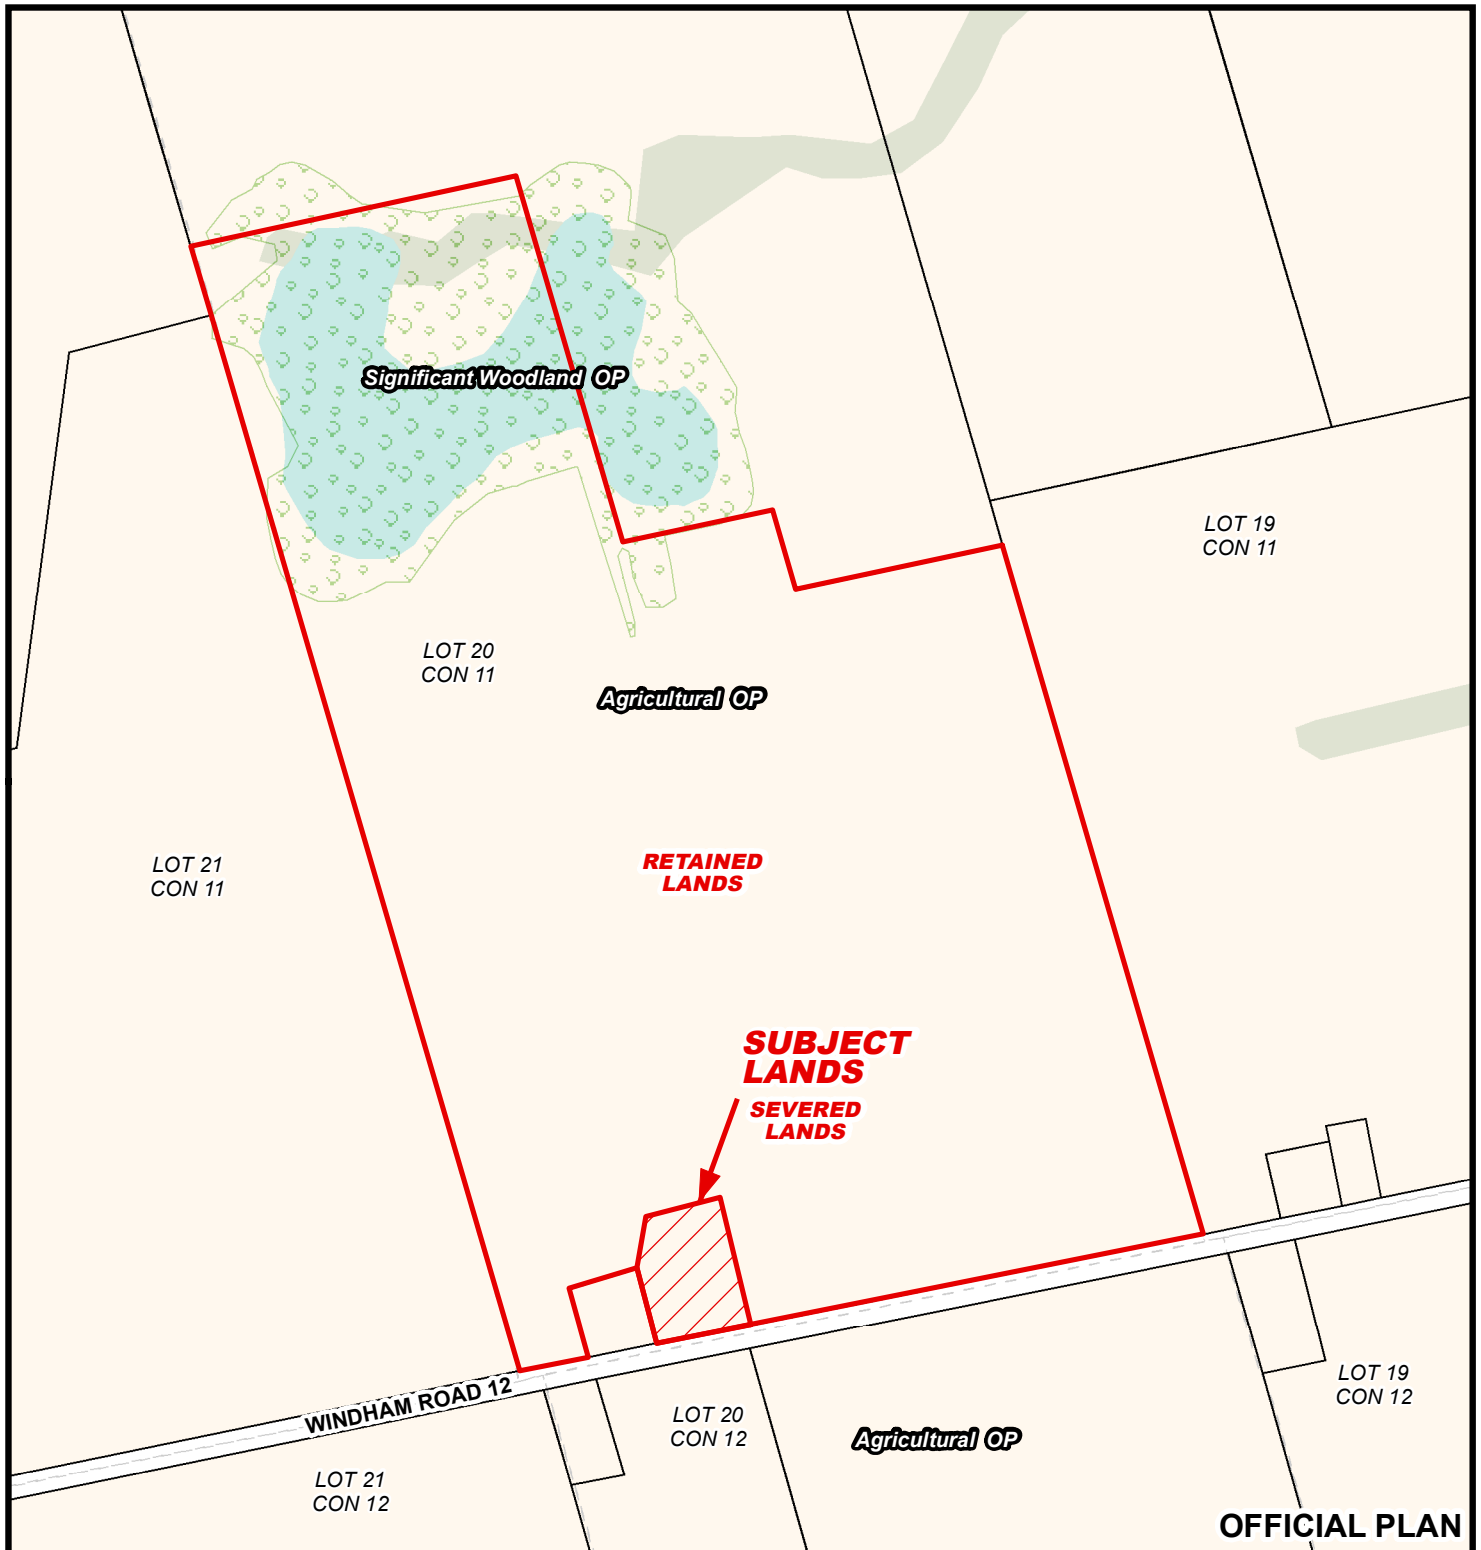 Significant Woodland OP
LOT 19
CON 11
LOT 20
CON 11
Agricultural OP
RETAINED
LANDS
LOT 21
CON 11
SUBJECT
LANDS
SEVERED
LANDS
WINDHAM ROAD 12
LOT 19
CON 12
LOT 20
CON 12
Agricultural OP
LOT 21
CON 12
OFFICIAL PLAN